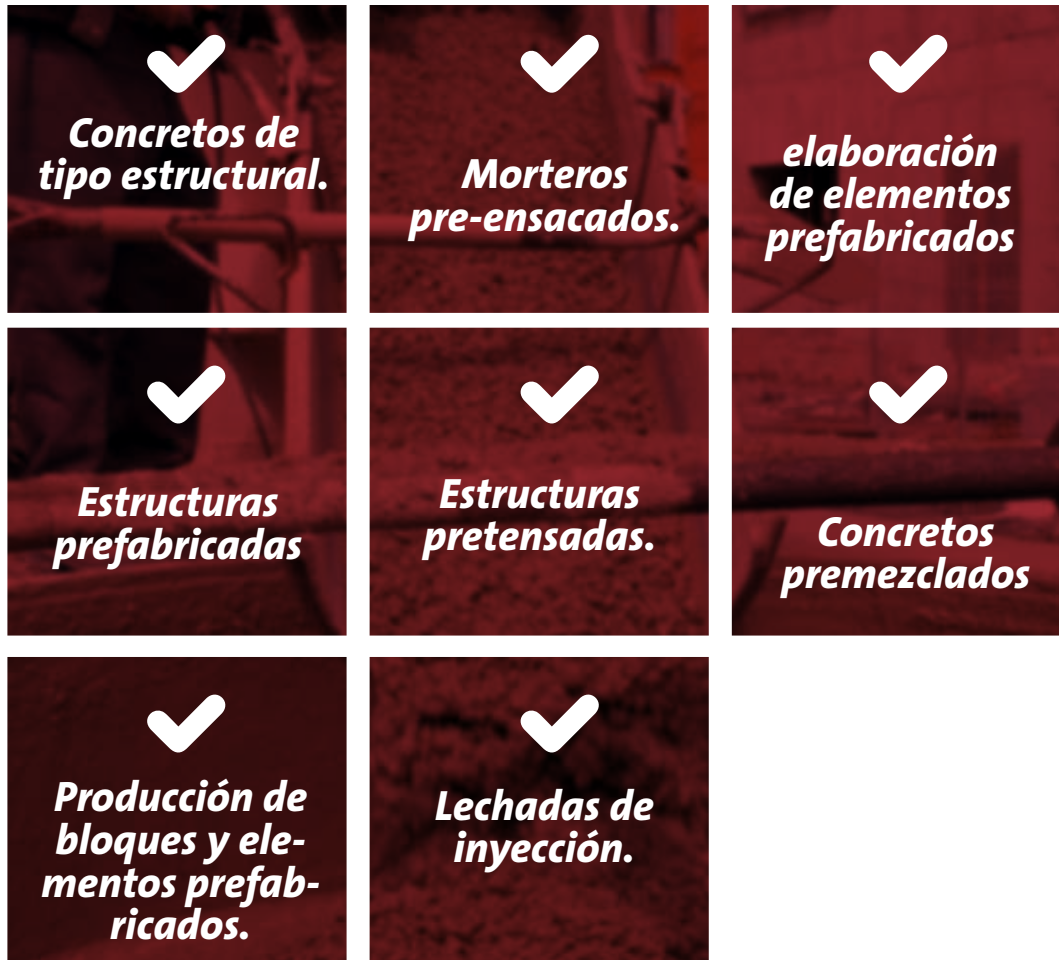 Concretos de
tipo estructural.
Morteros
pre-ensacados.
elaboración
de elementos
prefabricados
Estructuras
prefabricadas
Estructuras
pretensadas.
Concretos
premezclados
Producción de
bloques y ele-
mentos prefab-
ricados.
Lechadas de
inyección.